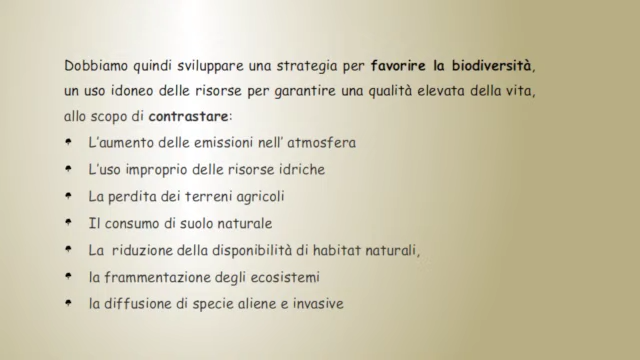 Dobbiamo quindi sviluppare una strategia per favorire la biodiversità,
un uso idoneo delle risorse per garantire una qualità elevata della vita,
allo scopo di contrastare:
L'aumento delle emissioni nell' atmosfera
L'uso improprio delle risorse idriche
La perdita dei terreni agricoli
Il consumo di suolo naturale
La riduzione della disponibilità di habitat naturali,
la frammentazione degli ecosistemi
la diffusione di specie aliene e invasive